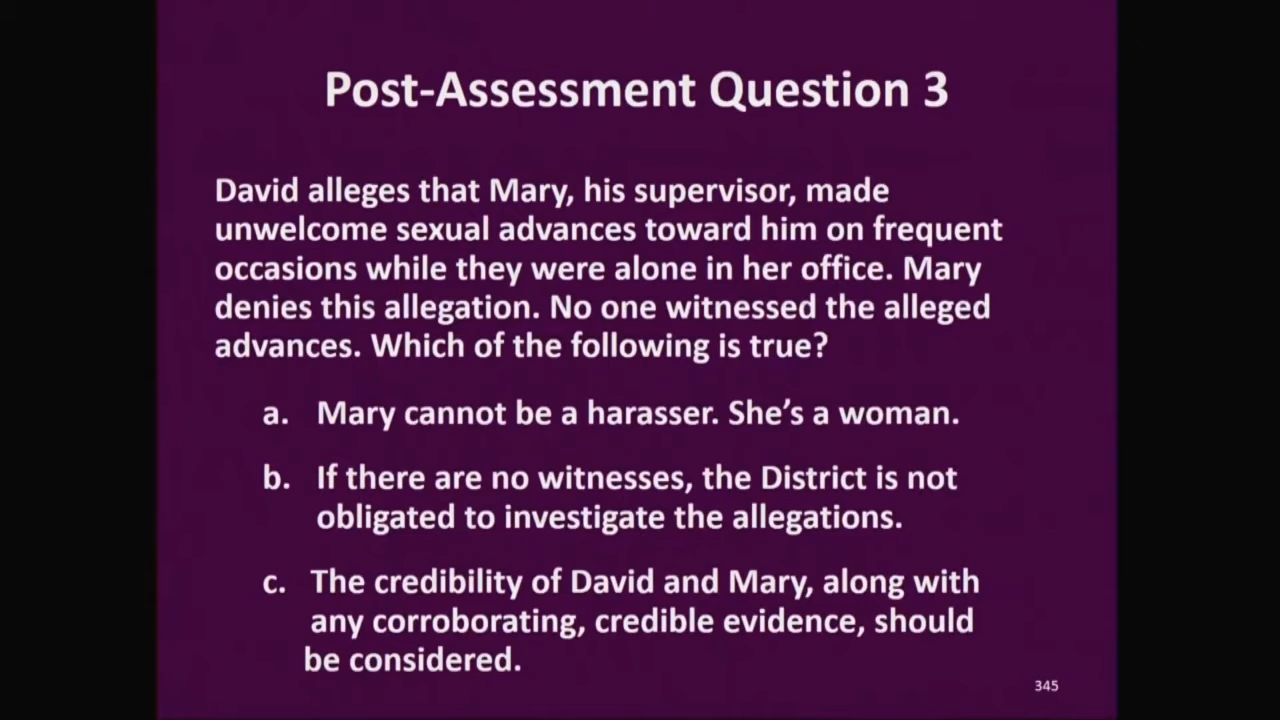 Post-Assessment Question 3
David alleges that Mary, his supervisor, made
unwelcome sexual advances toward him on frequent
occasions while they were alone in her office. Mary
denies this allegation. No one witnessed the alleged
advances. Which of the following is true?
a. Mary cannot be a harasser. She's a woman.
b. If there are no witnesses, the District is not
obligated to investigate the allegations.
c. The credibility of David and Mary, along with
any corroborating, credible evidence, should
be considered.
345